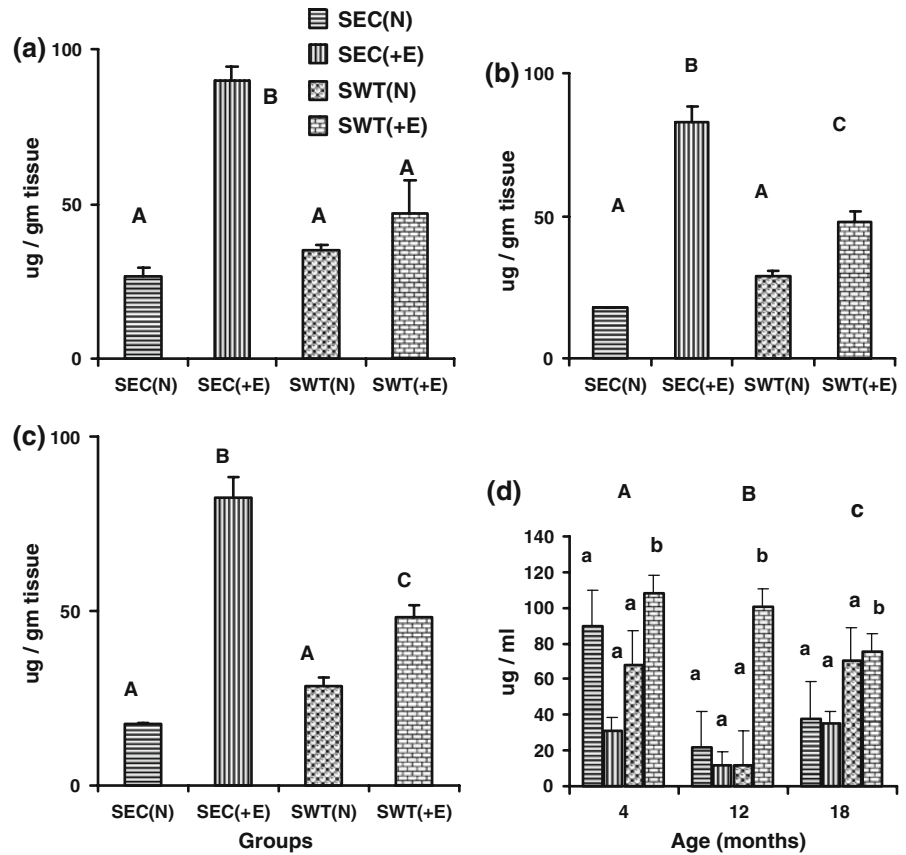 (a)
100
50
0
ug / gm tissue
A
B
A
A
SEC(N)
SEC(+E)
SWT(N)
SWT(+E)
SEC(N) SEC(+E) SWT(N) SWT(+E)
(b)
100
50
0
ug / gm tissue
A
B
A
C
SEC(N) SEC(+E) SWT(N) SWT(+E)
(c)
100
50
0
ug / gm tissue
A
B
A
C
SEC(N) SEC(+E) SWT(N) SWT(+E)
Groups
(d)
A B c
140
120
100
80
60
40
20
0
ug / ml
a a a b
a a a b
a a a b
4 12 18
Age (months)